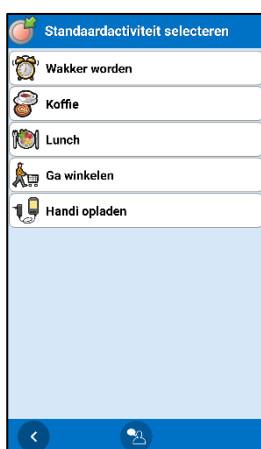 Standaardactiviteit selecteren
Wakker worden
Koffie
Lunch
Ga winkelen
Handi opladen